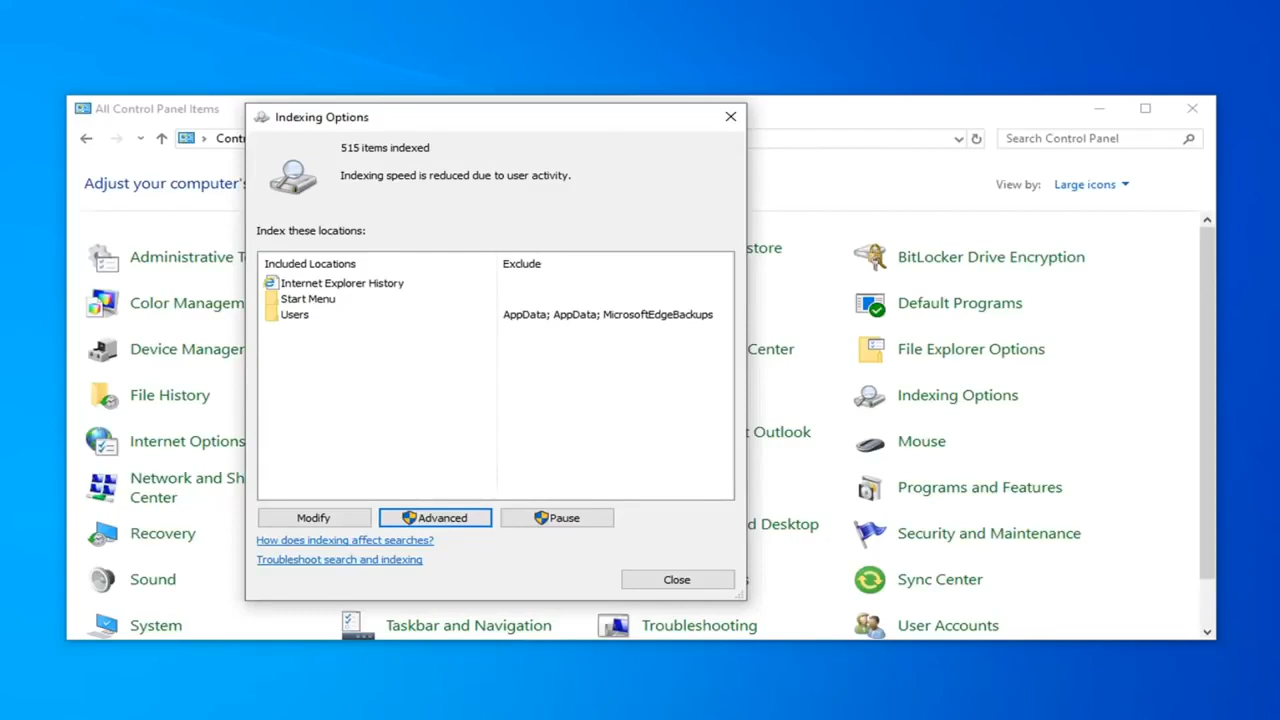 All Control Panel Items
Indexing Options
515 items indexed
Indexing speed is reduced due to user activity.
Index these locations:
Included Locations
Exclude
Internet Explorer History
Start Menu
Users
AppData; AppData; MicrosoftEdgeBackups
Modify
Advanced
Pause
How does indexing affect searches?
Troubleshoot search and indexing
Close
Contr
Search Control Panel
Adjust your computer's
View by:
Large icons
Administrative T
store
BitLocker Drive Encryption
Color Managem
Default Programs
Device Manager
Center
File Explorer Options
File History
Indexing Options
Internet Options
t Outlook
Mouse
Network and Sh
Center
Programs and Features
Recovery
d Desktop
Security and Maintenance
Sound
Sync Center
System
Taskbar and Navigation
Troubleshooting
User Accounts